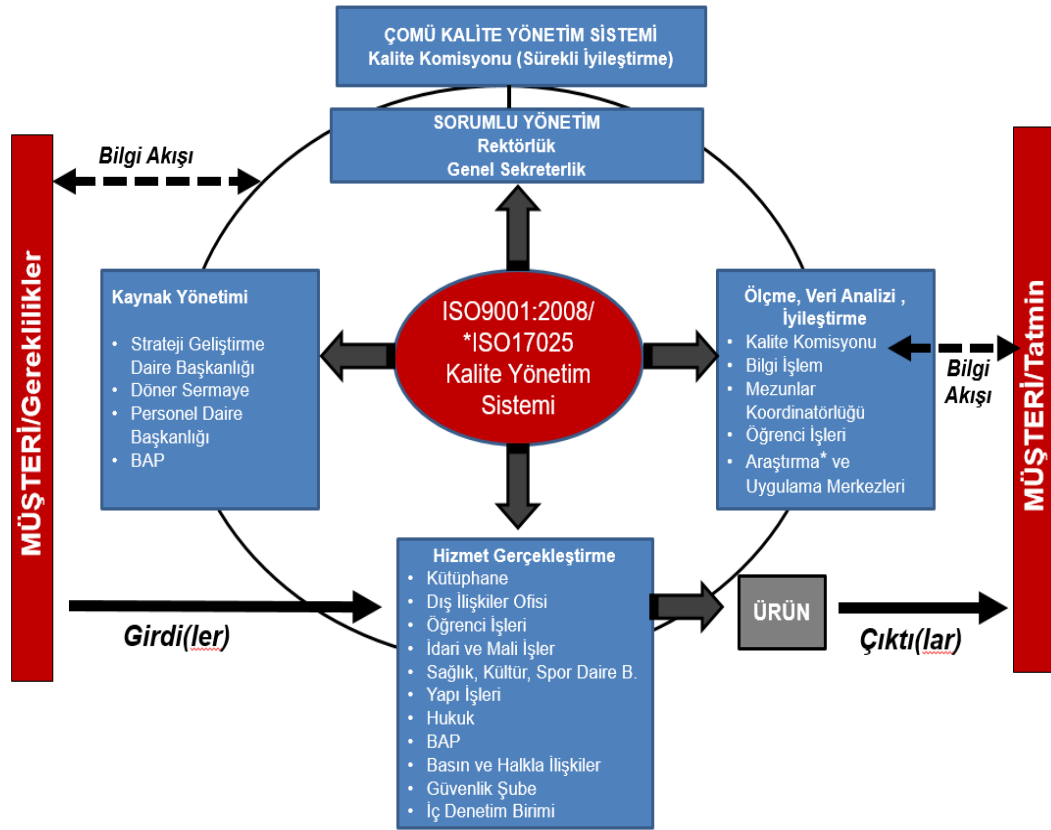 ÇOMÜ KALİTE YÖNETİM SİSTEMİ
Kalite Komisyonu (Sürekli İyileştirme)
SORUMLU YÖNETİM
Rektörlük
Genel Sekreterlik
MÜŞTERİ/Gereklilikler
Bilgi Akışı
Kaynak Yönetimi
• Strateji Geliştirme
Daire Başkanlığı
• Döner Sermaye
• Personel Daire
Başkanlığı
• BAP
ISO9001:2008/
*ISO17025
Kalite Yönetim
Sistemi
Ölçme, Veri Analizi ,
İyileştirme
• Kalite Komisyonu
• Bilgi İşlem
• Mezunlar
Koordinatörlüğü
• Öğrenci İşleri
• Araştırma* ve
Uygulama Merkezleri
Bilgi
Akışı
MÜŞTERİ/Tatmin
Girdi(ler)
Hizmet Gerçekleştirme
• Kütüphane
• Dış İlişkiler Ofisi
• Öğrenci İşleri
• İdari ve Mali İşler
• Sağlık, Kültür, Spor Daire B.
• Yapı İşleri
• Hukuk
• BAP
• Basın ve Halkla İlişkiler
• Güvenlik Şube
• İç Denetim Birimi
ÜRÜN
Çıktı(lar)